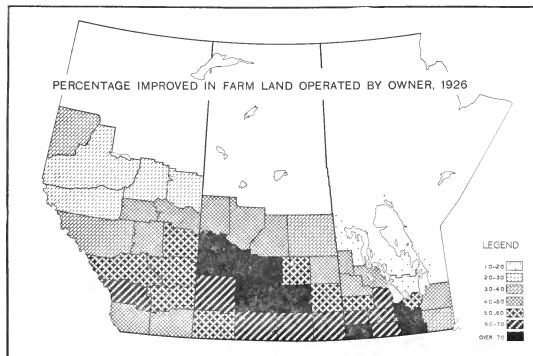 PERCENTAGE IMPROVED IN FARM LAND OPERATED BY OWNER, 1926
LEGEND
10-20
20-30
30-40
40-50
50-60
60-70
OVER 70